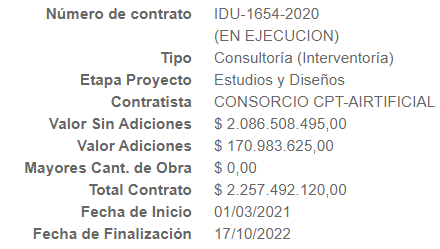 Número de contrato IDU-1654-2020
(EN EJECUCION)
Tipo Consultoría (Interventoría)
Etapa Proyecto Estudios y Diseños
Contratista CONSORCIO CPT-AIRTIFICIAL
Valor Sin Adiciones $ 2.086.508.495,00
Valor Adiciones $ 170.983.625,00
Mayores Cant. de Obra $ 0,00
Total Contrato $ 2.257.492.120,00
Fecha de Inicio 01/03/2021
Fecha de Finalización 17/10/2022